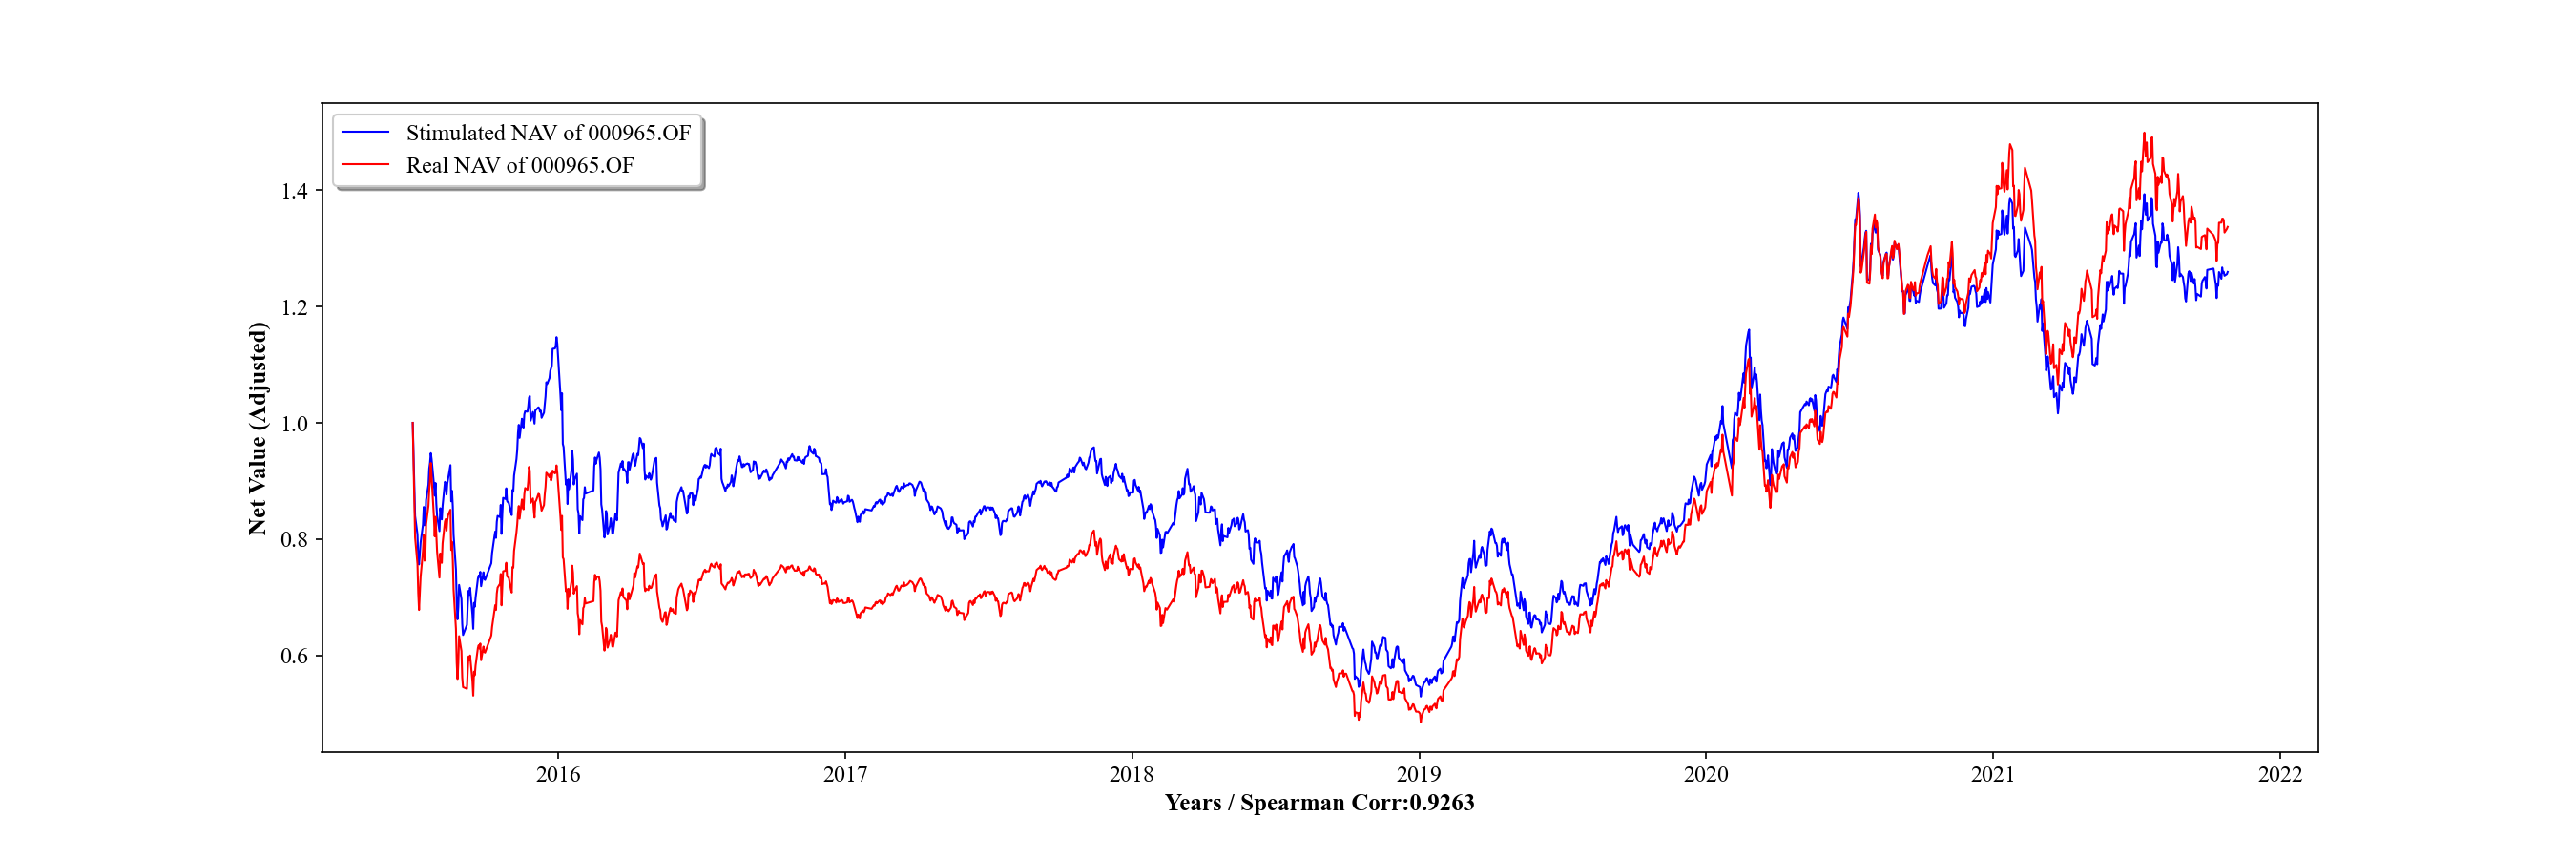 Stimulated NAV of 000965.OF
Real NAV of 000965.OF
Net Value (Adjusted)
1.4
1.2
1.0
0.8
0.6
2016 2017 2018 2019 2020 2021 2022
Years / Spearman Corr:0.9263